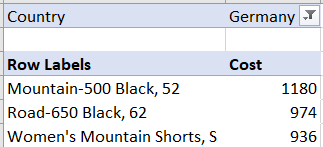 Country Germany
Row Labels Cost
Mountain-500 Black, 52 1180
Road-650 Black, 62 974
Women's Mountain Shorts, S 936